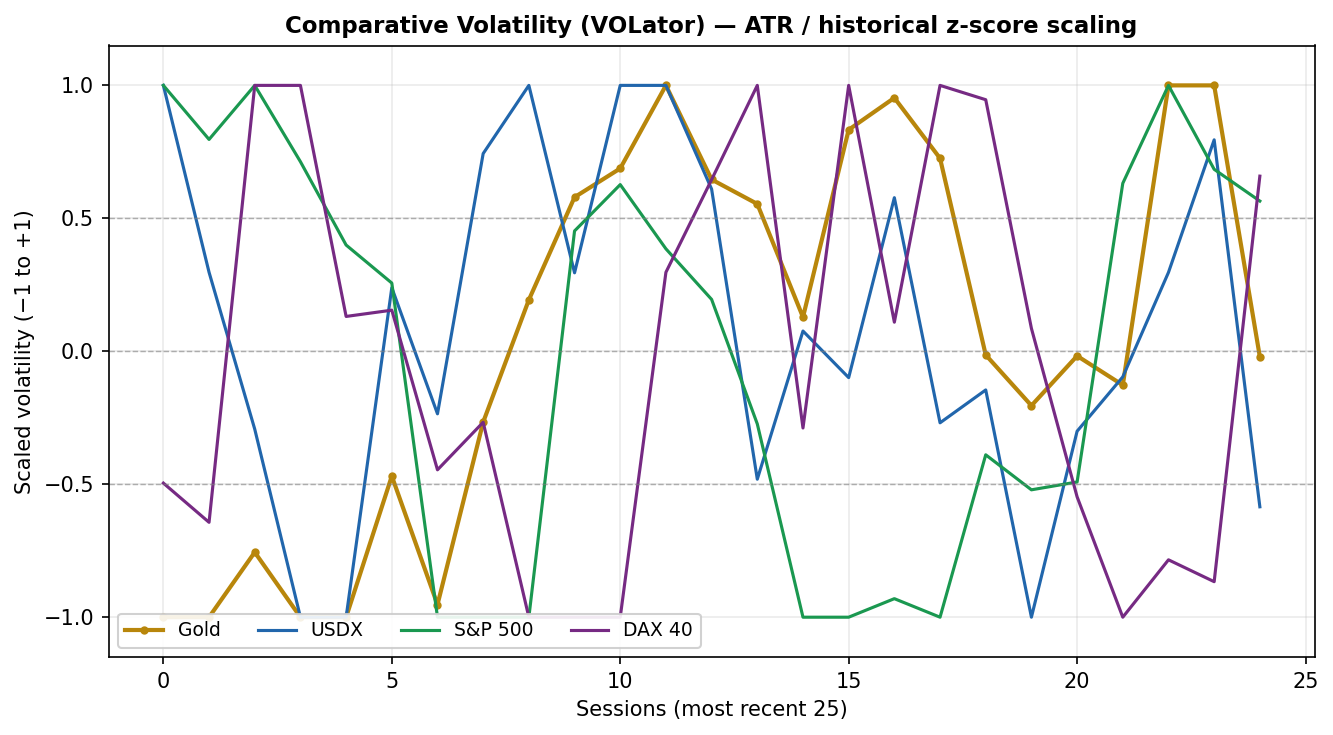 Comparative Volatility (VOLator) — ATR / historical z-score scaling
Scaled volatility (−1 to +1)
1.0
0.5
0.0
−0.5
−1.0
Gold
USDX
S&P 500
DAX 40
0
5
10
15
20
25
Sessions (most recent 25)